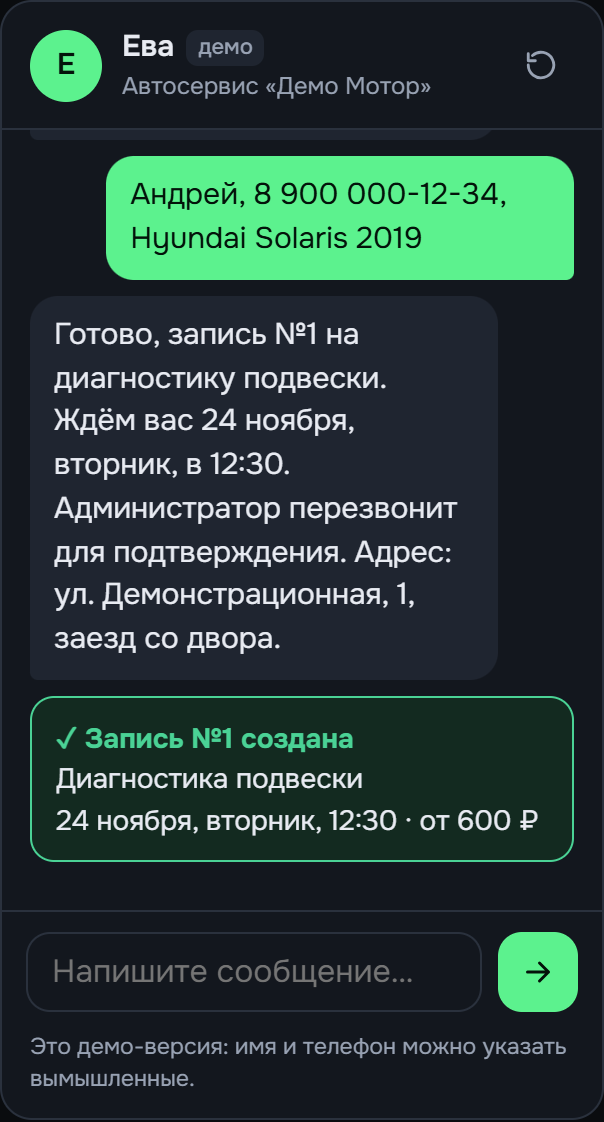 Е
Ева демо
Автосервис «Демо Мотор»
Андрей, 8 900 000-12-34,
Hyundai Solaris 2019
Готово, запись №1 на
диагностику подвески.
Ждём вас 24 ноября,
вторник, в 12:30.
Администратор перезвонит
для подтверждения. Адрес:
ул. Демонстрационная, 1,
заезд со двора.
✓ Запись №1 создана
Диагностика подвески
24 ноября, вторник, 12:30 · от 600 ₽
Напишите сообщение...
Это демо-версия: имя и телефон можно указать
вымышленные.